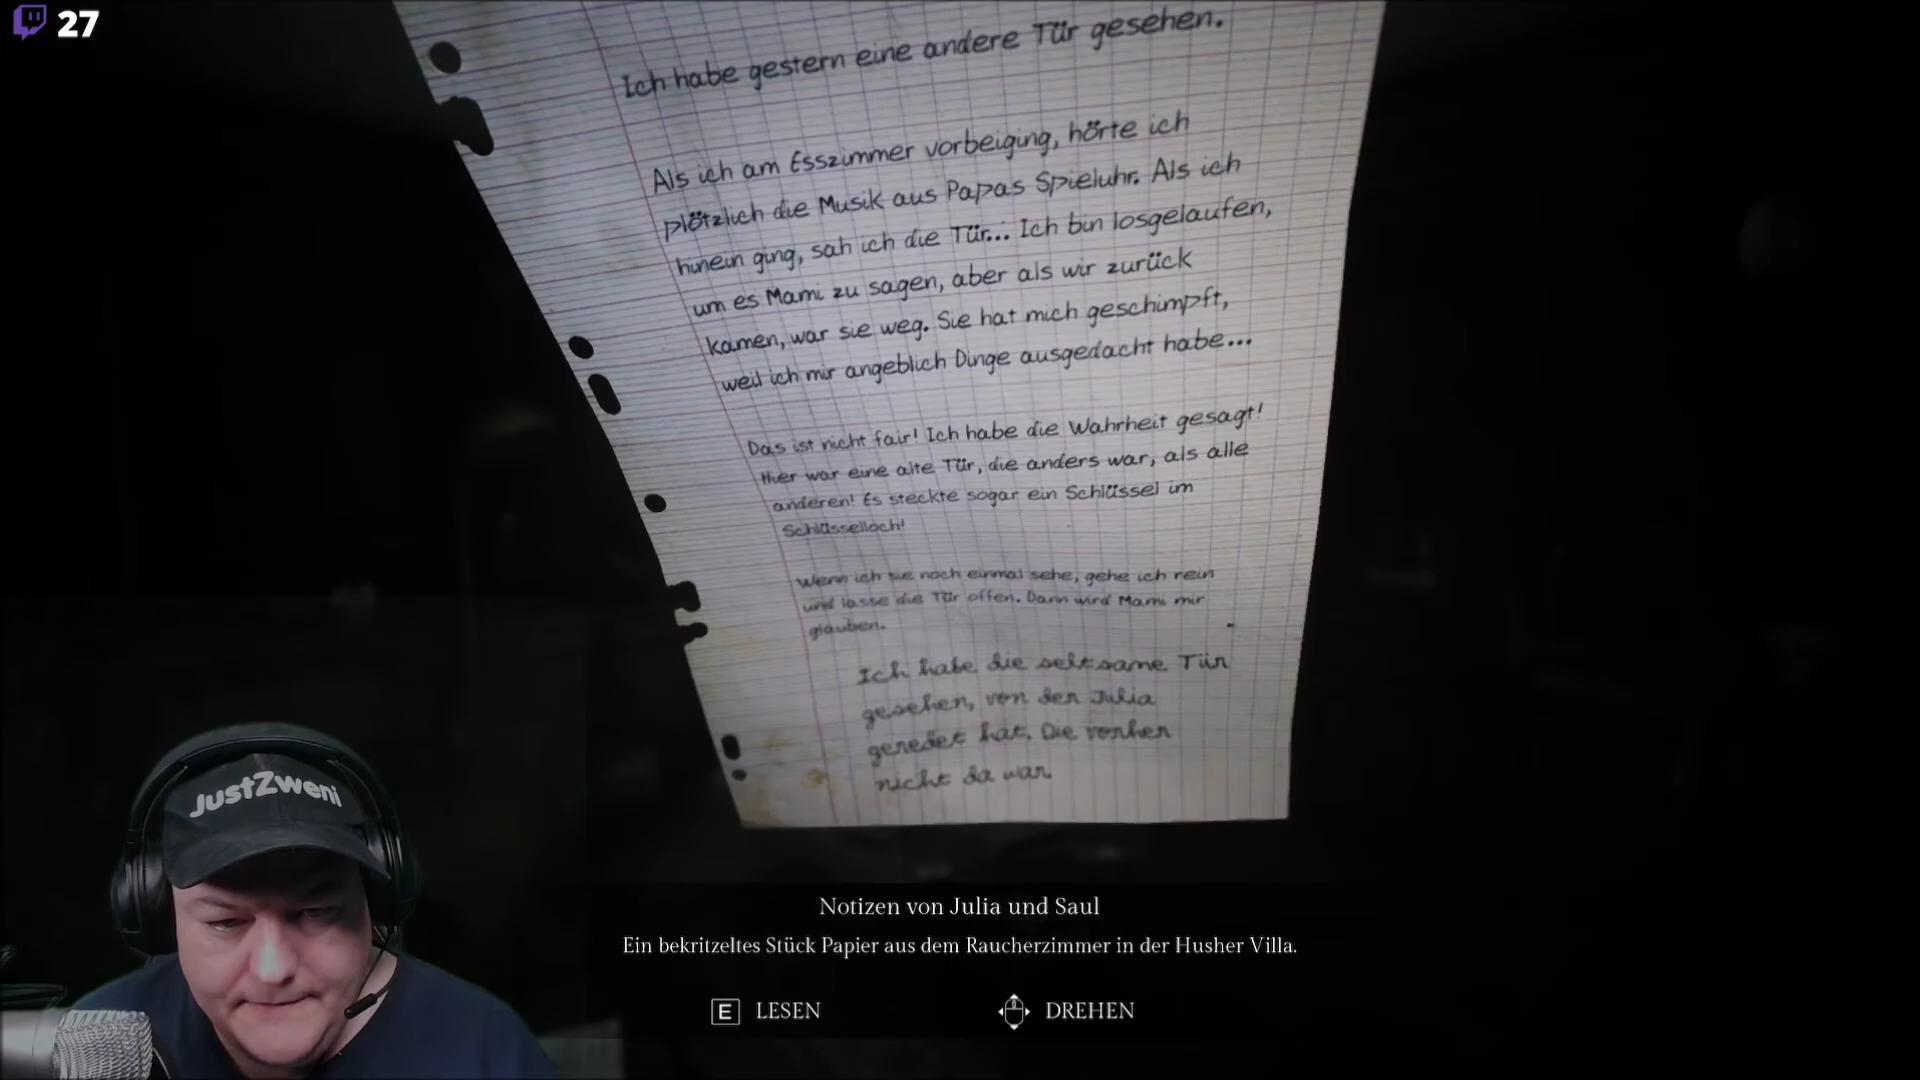 27
Ich habe gestern eine andere Tür gesehen.
Als ich am Esszimmer vorbeiging, hörte ich
plötzlich die Musik aus Papas Spieluhr. Als ich
hinein ging, sah ich die Tür... Ich bin losgelaufen,
um es Mami zu sagen, aber als wir zurück
kamen, war sie weg. Sie hat mich geschimpft,
weil ich mir angeblich Dinge ausgedacht habe...
Das ist nicht fair! Ich habe die Wahrheit gesagt!
Hier war eine alte Tür, die anders war, als alle
anderen! Es steckte sogar ein Schlüssel im
Schlüsselloch!
Wenn ich sie noch einmal sehe, gehe ich rein
und lasse die Tür offen. Dann wird Mami mir
glauben.
Ich habe die seltsame Tür
gesehen, von der Julia
geredet hat. Die vorher
nicht da war.
JustZweni
Notizen von Julia und Saul
Ein bekritzeltes Stück Papier aus dem Raucherzimmer in der Husher Villa.
E LESEN
DREHEN